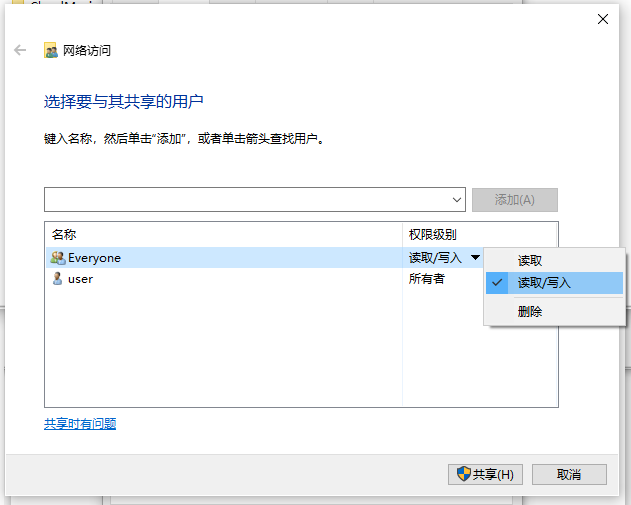 网络访问
选择要与其共享的用户
键入名称，然后单击“添加”，或者单击箭头查找用户。
添加(A)
名称 权限级别
Everyone 读取/写入
user 所有者
读取
读取/写入
删除
共享时有问题
共享(H) 取消